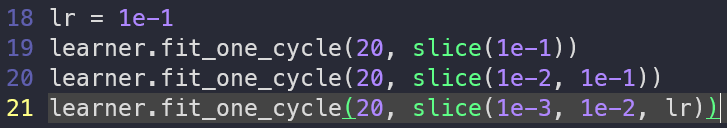 18 lr = 1e-1
19 learner.fit_one_cycle(20, slice(1e-1))
20 learner.fit_one_cycle(20, slice(1e-2, 1e-1))
21 learner.fit_one_cycle(20, slice(1e-3, 1e-2, lr))